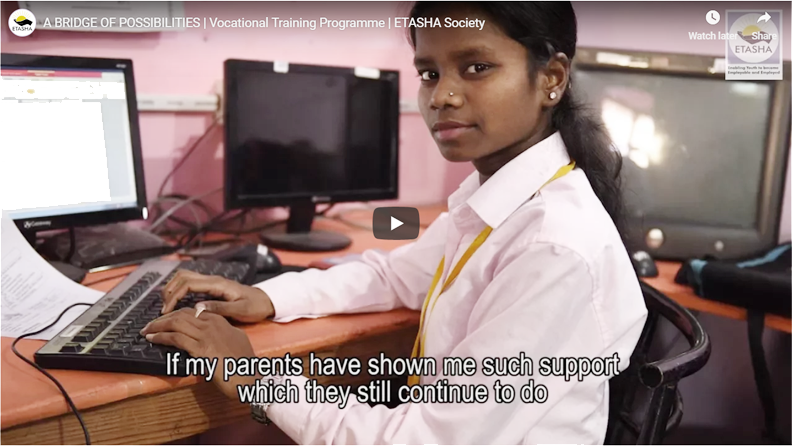 ETASHA
A BRIDGE OF POSSIBILITIES | Vocational Training Programme | ETASHA Society
Watch later
Share
ETASHA
Enabling Youth to become
Employable and Employed
If my parents have shown me such support
which they still continue to do